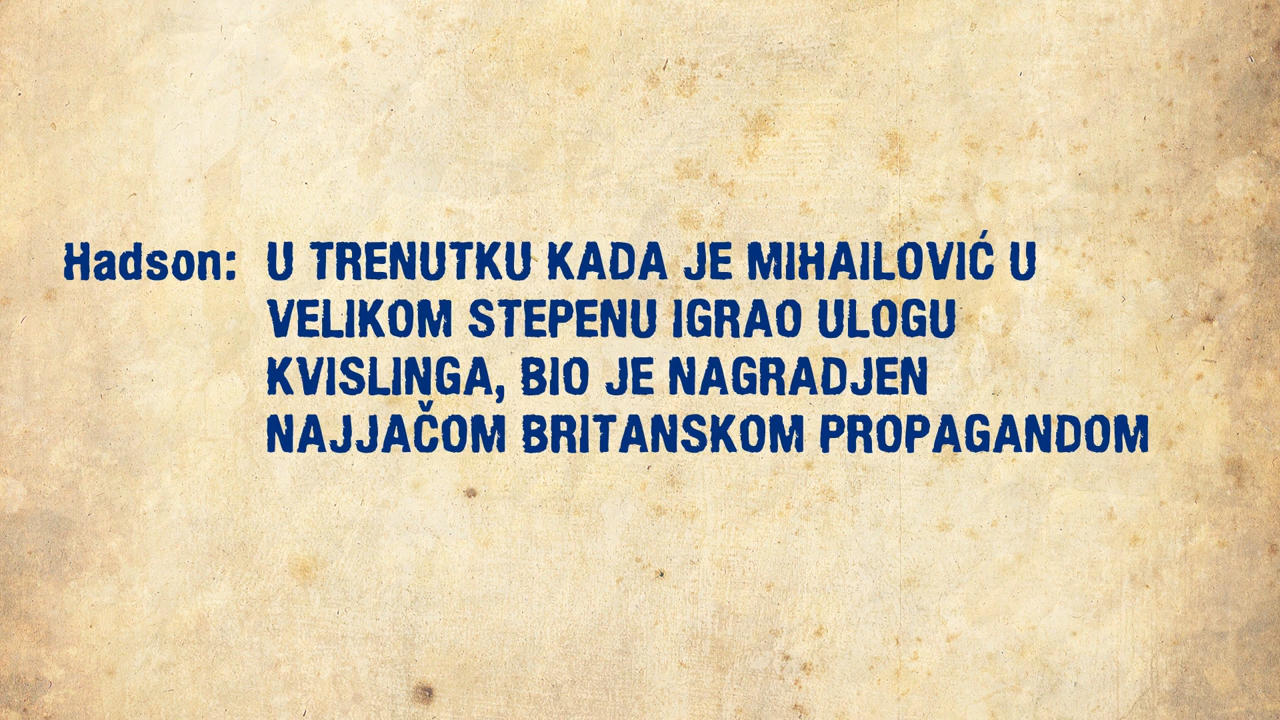 Hadson: U TRENUTKU KADA JE MIHAILOVIĆ U
VELIKOM STEPENU IGRAO ULOGU
KVISLINGA, BIO JE NAGRADJEN
NAJJAČOM BRITANSKOM PROPAGANDOM